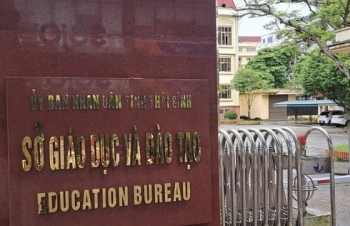 ỦY BAN NHÂN DÂN TỈNH THÁI BÌNH
SỞ GIÁO DỤC VÀ ĐÀO TẠO
EDUCATION BUREAU